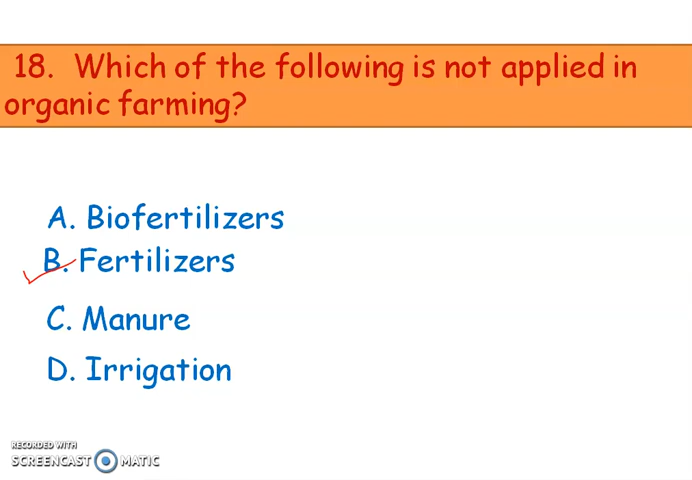 18. Which of the following is not applied in
organic farming?
A. Biofertilizers
B. Fertilizers
C. Manure
D. Irrigation
RECORDED WITH
SCREENCAST MATIC